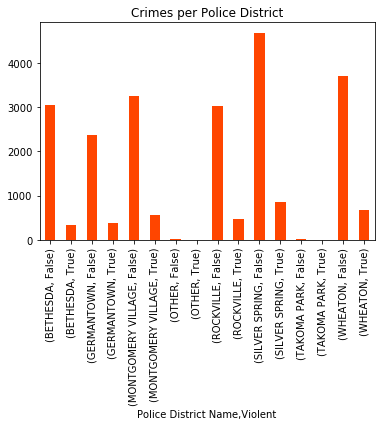 Crimes per Police District
4000
3000
2000
1000
0
(BETHESDA, False)
(BETHESDA, True)
(GERMANTOWN, False)
(GERMANTOWN, True)
(MONTGOMERY VILLAGE, False)
(MONTGOMERY VILLAGE, True)
(OTHER, False)
(OTHER, True)
(ROCKVILLE, False)
(ROCKVILLE, True)
(SILVER SPRING, False)
(SILVER SPRING, True)
(TAKOMA PARK, False)
(TAKOMA PARK, True)
(WHEATON, False)
(WHEATON, True)
Police District Name,Violent